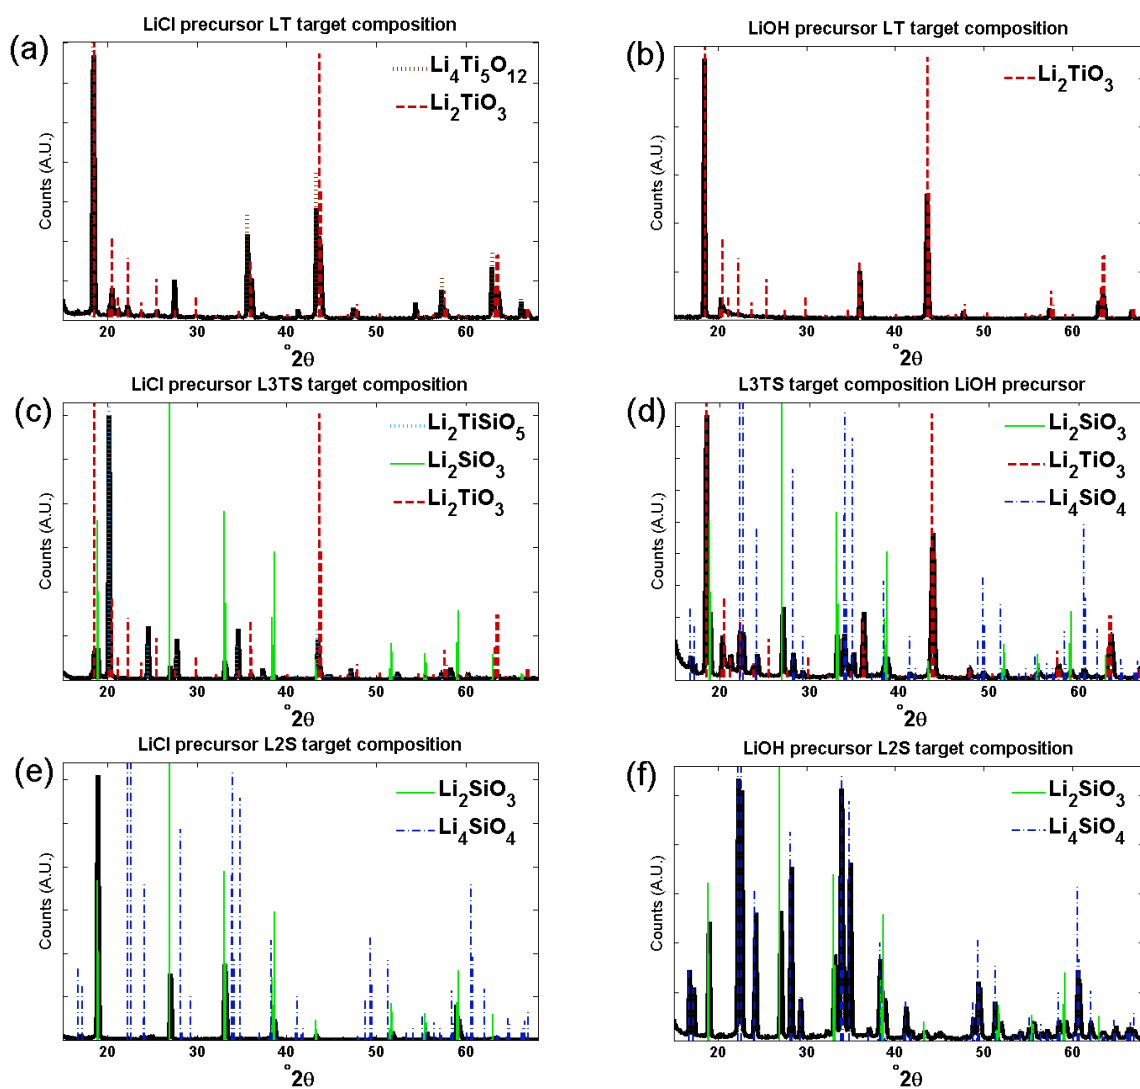 LiCl precursor LT target composition
(a)
Li4Ti5O12
Li2TiO3
Counts (A.U.)
20 30 40 50 60
°2θ
LiOH precursor LT target composition
(b)
Li2TiO3
Counts (A.U.)
20 30 40 50 60
°2θ
LiCl precursor L3TS target composition
(c)
Li2TiSiO5
Li2SiO3
Li2TiO3
Counts (A.U.)
20 30 40 50 60
°2θ
L3TS target composition LiOH precursor
(d)
Li2SiO3
Li2TiO3
Li4SiO4
Counts (A.U.)
20 30 40 50 60
°2θ
LiCl precursor L2S target composition
(e)
Li2SiO3
Li4SiO4
Counts (A.U.)
20 30 40 50 60
°2θ
LiOH precursor L2S target composition
(f)
Li2SiO3
Li4SiO4
Counts (A.U.)
20 30 40 50 60
°2θ